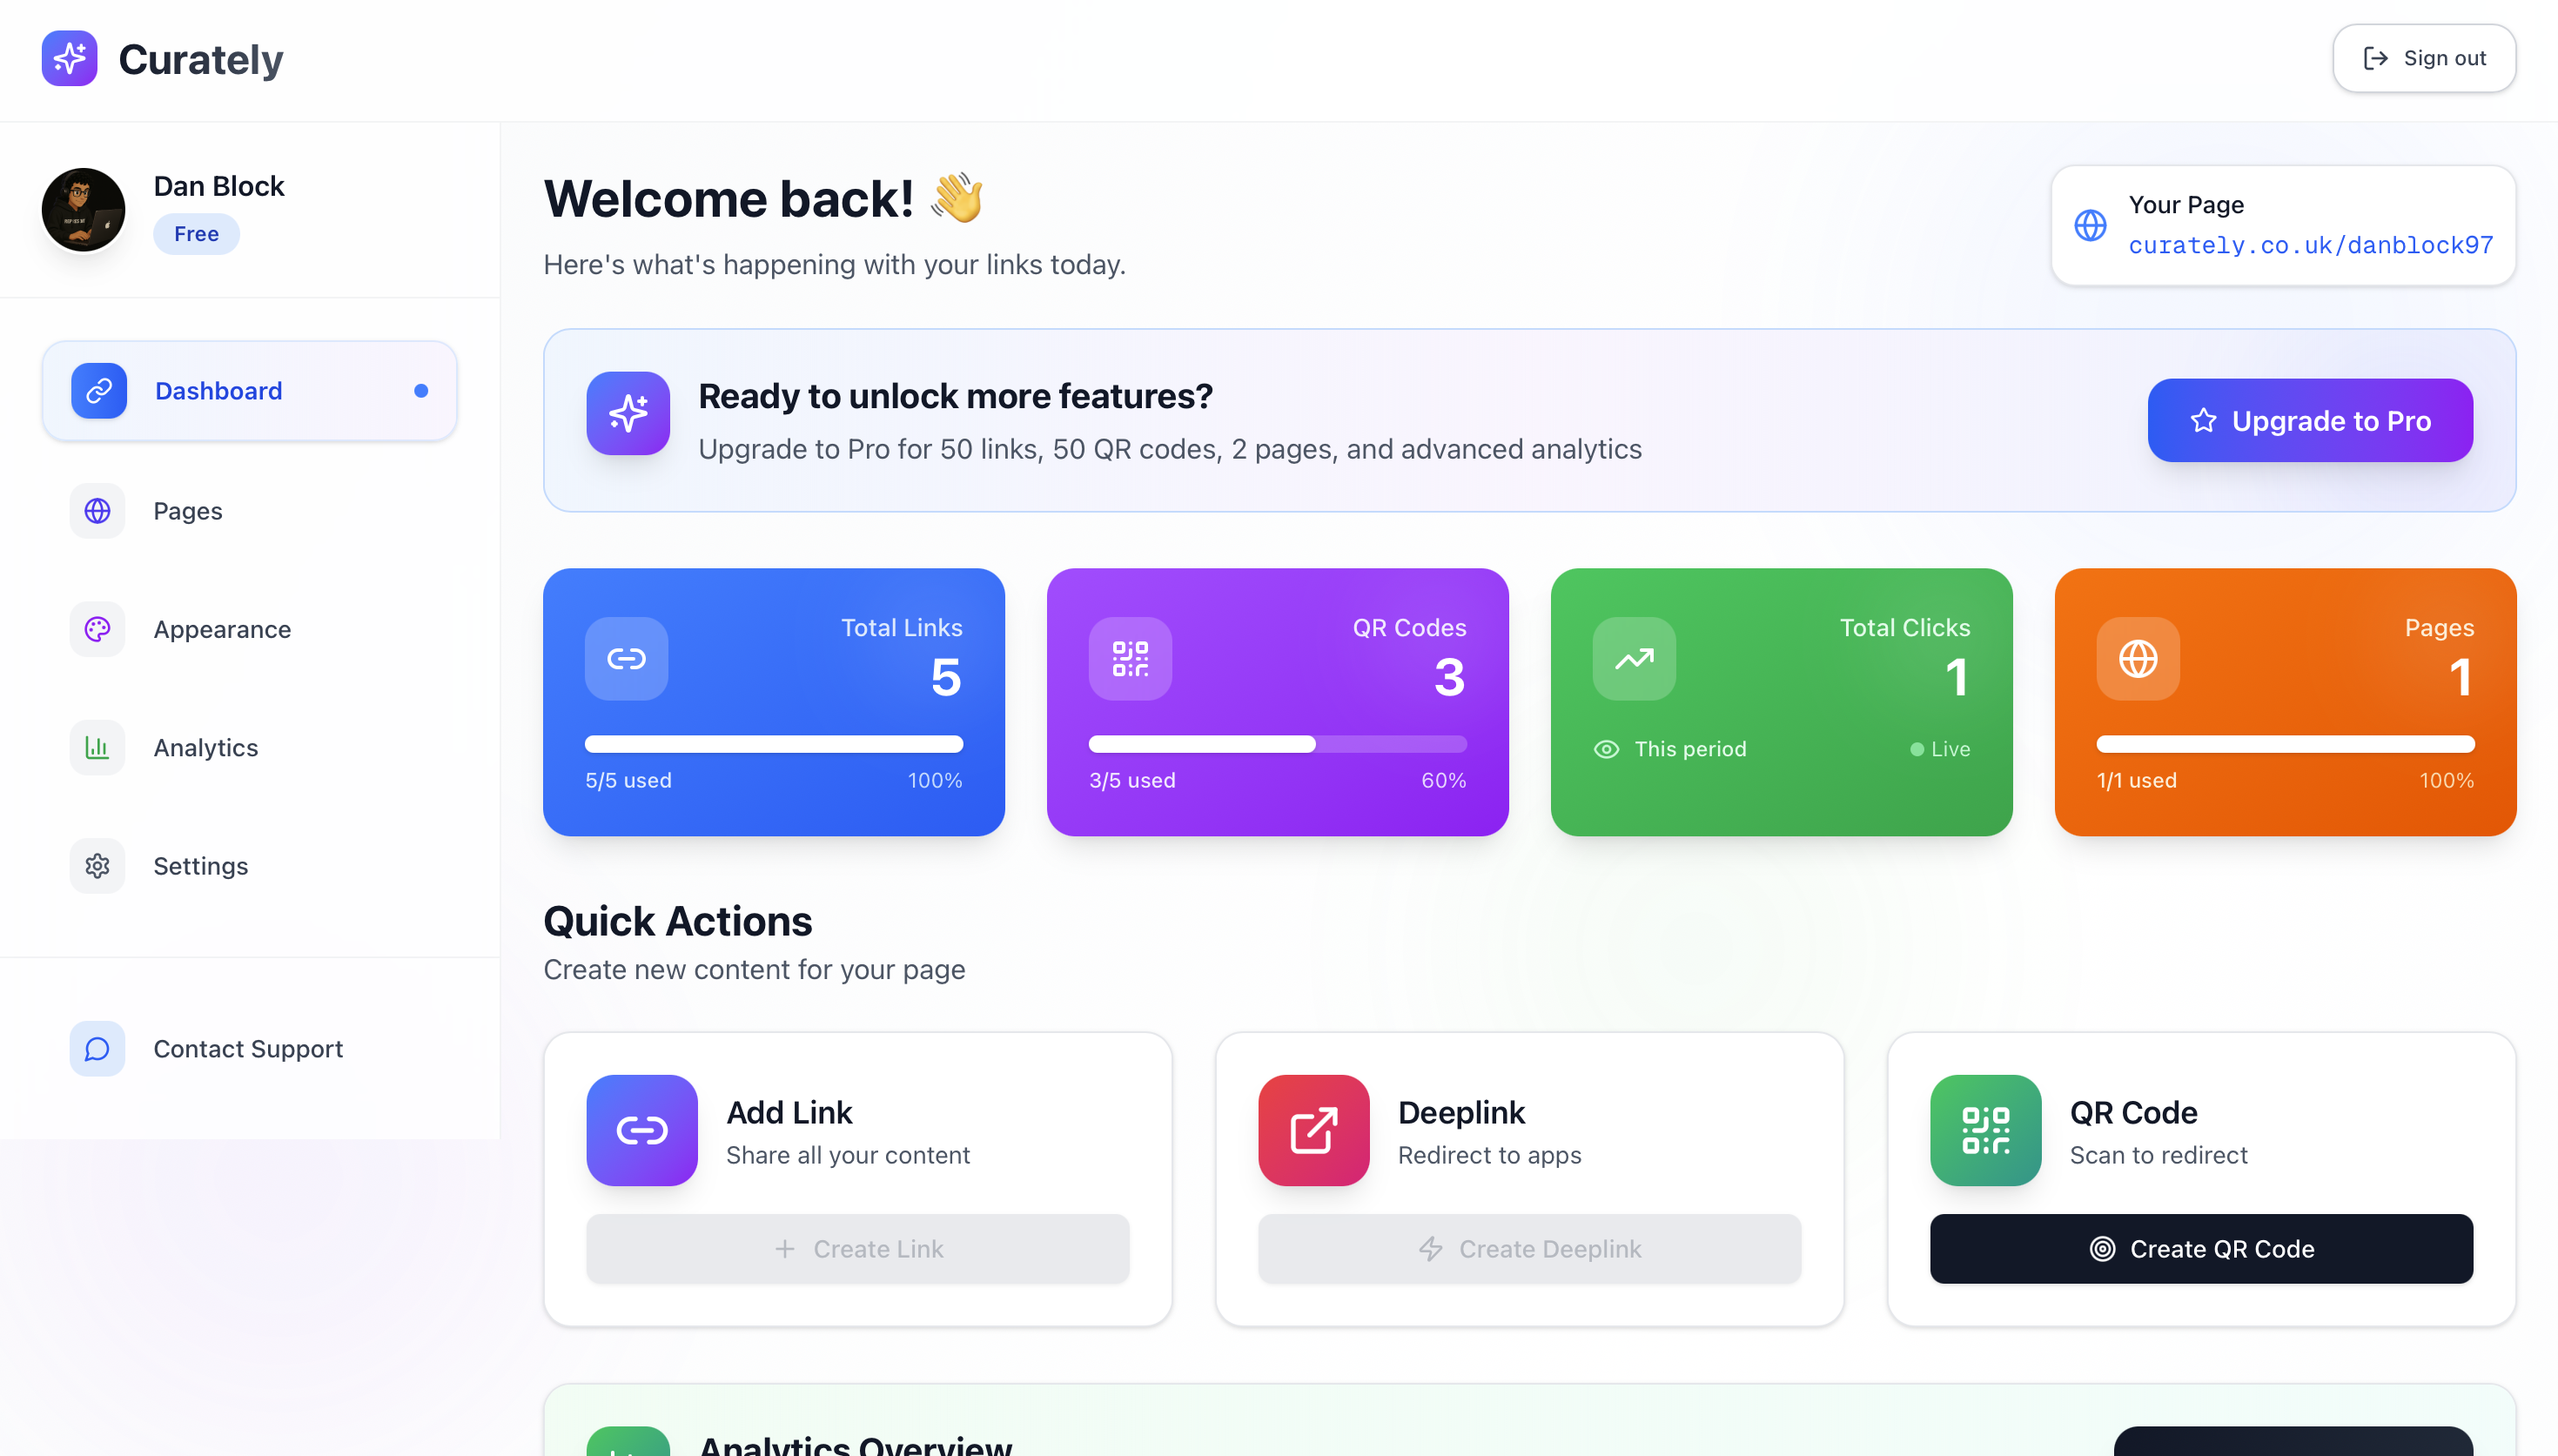 Curately
Sign out
Dan Block
Free
Dashboard
Pages
Appearance
Analytics
Settings
Contact Support
Welcome back! 👋
Here's what's happening with your links today.
Your Page
curately.co.uk/danblock97
Ready to unlock more features?
Upgrade to Pro for 50 links, 50 QR codes, 2 pages, and advanced analytics
Upgrade to Pro
Total Links
5
5/5 used
100%
QR Codes
3
3/5 used
60%
Total Clicks
1
This period
Live
Pages
1
1/1 used
100%
Quick Actions
Create new content for your page
Add Link
Share all your content
Create Link
Deeplink
Redirect to apps
Create Deeplink
QR Code
Scan to redirect
Create QR Code
Analytics Overview